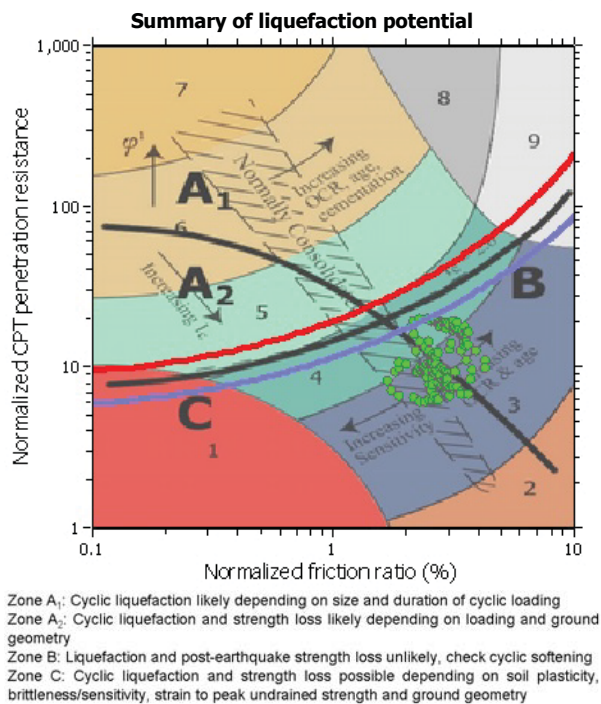 Summary of liquefaction potential
1,000
100
10
1
0.1
1
10
Normalized CPT penetration resistance
Normalized friction ratio (%)
7
8
9
φ'
A1
6
Normally Consolidated
Increasing
OCR, age,
cementation
A2
Increasing Ic
5
B
4
C
1
Increasing
OCR & age
3
Increasing
Sensitivity
2
Zone A1: Cyclic liquefaction likely depending on size and duration of cyclic loading
Zone A2: Cyclic liquefaction and strength loss likely depending on loading and ground
geometry
Zone B: Liquefaction and post-earthquake strength loss unlikely, check cyclic softening
Zone C: Cyclic liquefaction and strength loss possible depending on soil plasticity,
brittleness/sensitivity, strain to peak undrained strength and ground geometry